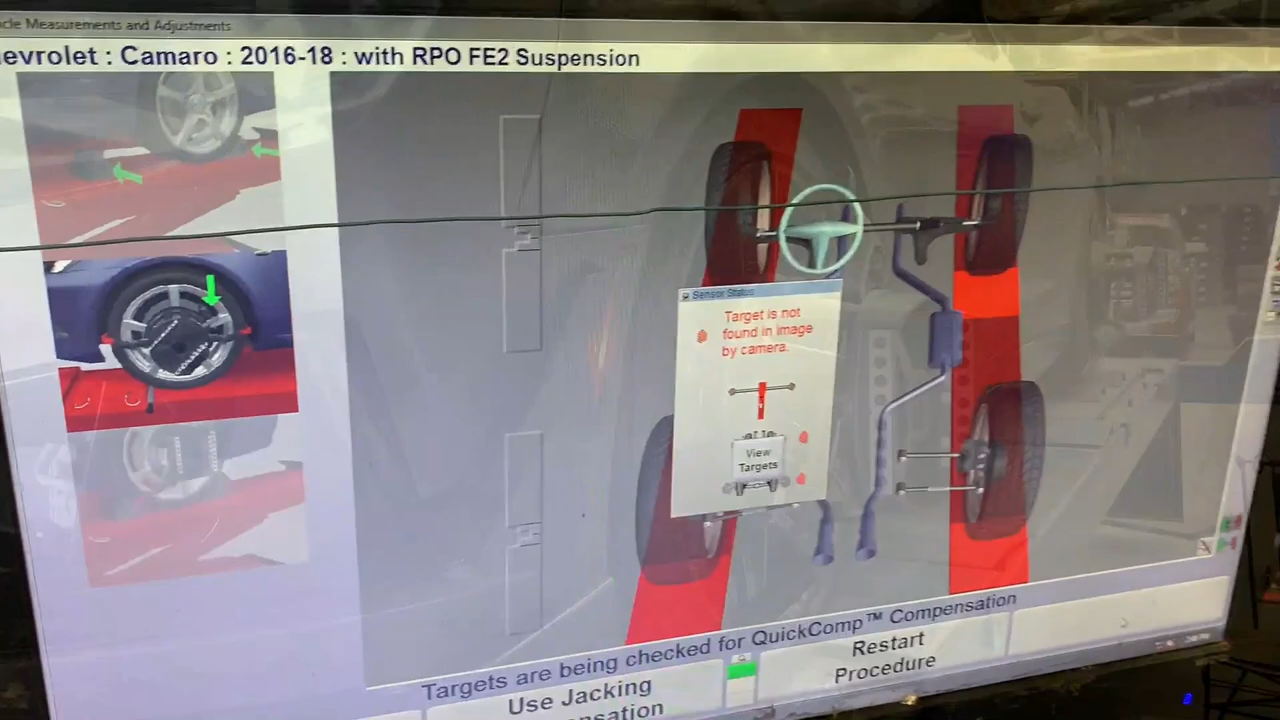 cle Measurements and Adjustments
evrolet : Camaro : 2016-18 : with RPO FE2 Suspension
Sensor Status
Target is not
found in image
by camera.
View
Targets
Targets are being checked for QuickComp™ Compensation
Use Jacking
nsation
Restart
Procedure